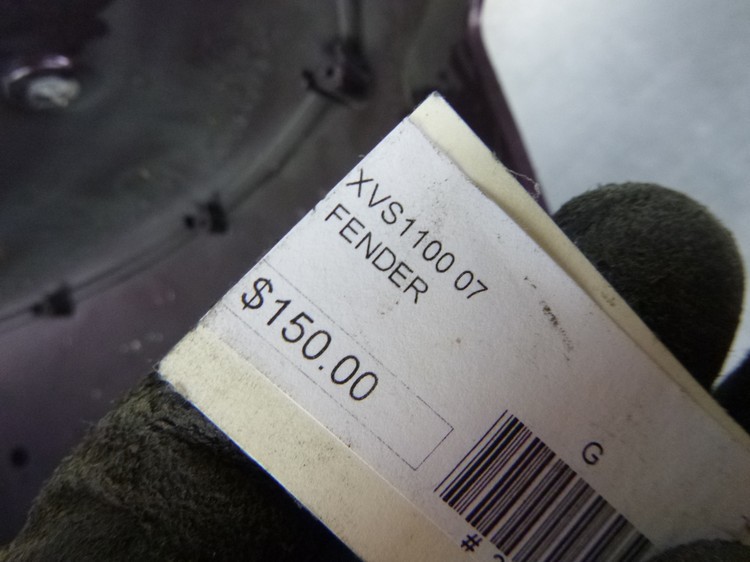 XVS1100 07
FENDER
$150.00
G
#